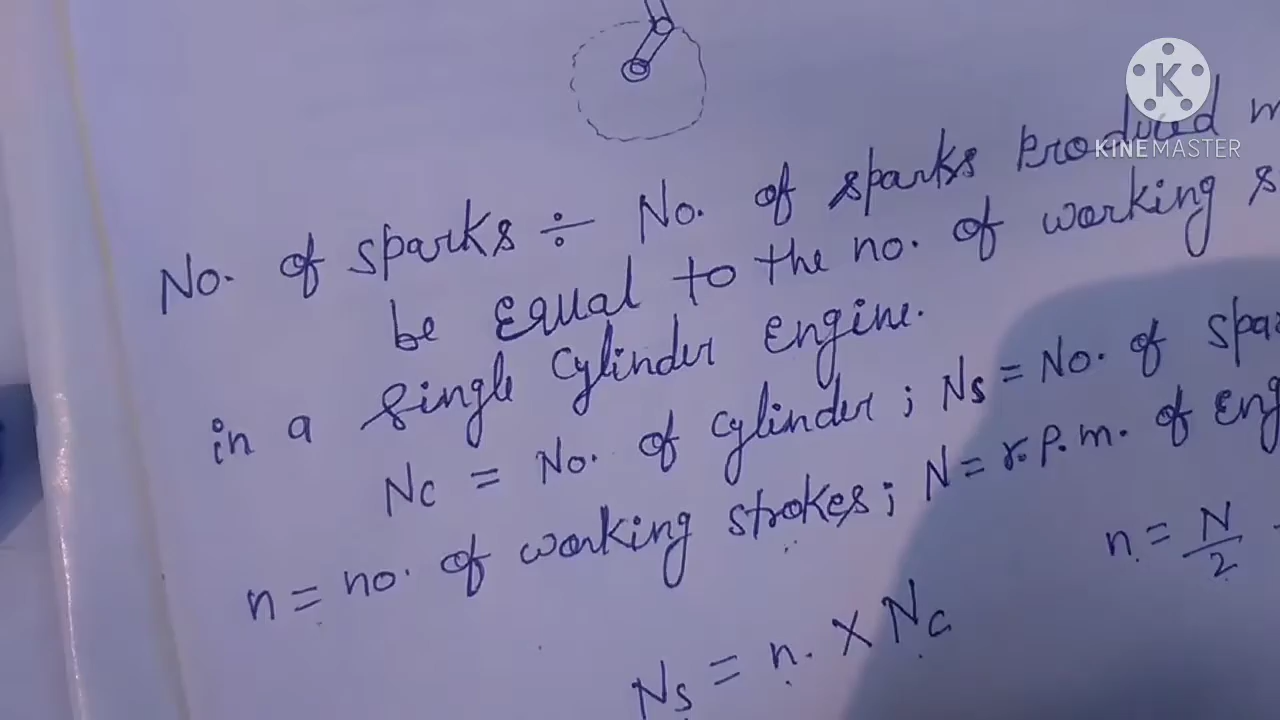 KINEMASTER
No. of sparks ÷ No. of sparks produced
be Equal to the no. of working
in a single cylinder Engine.
Nc = No. of cylinder ; Ns = No. of
n = no. of working strokes ; N = r.p.m. of
n = N/2
Ns = n. × Nc